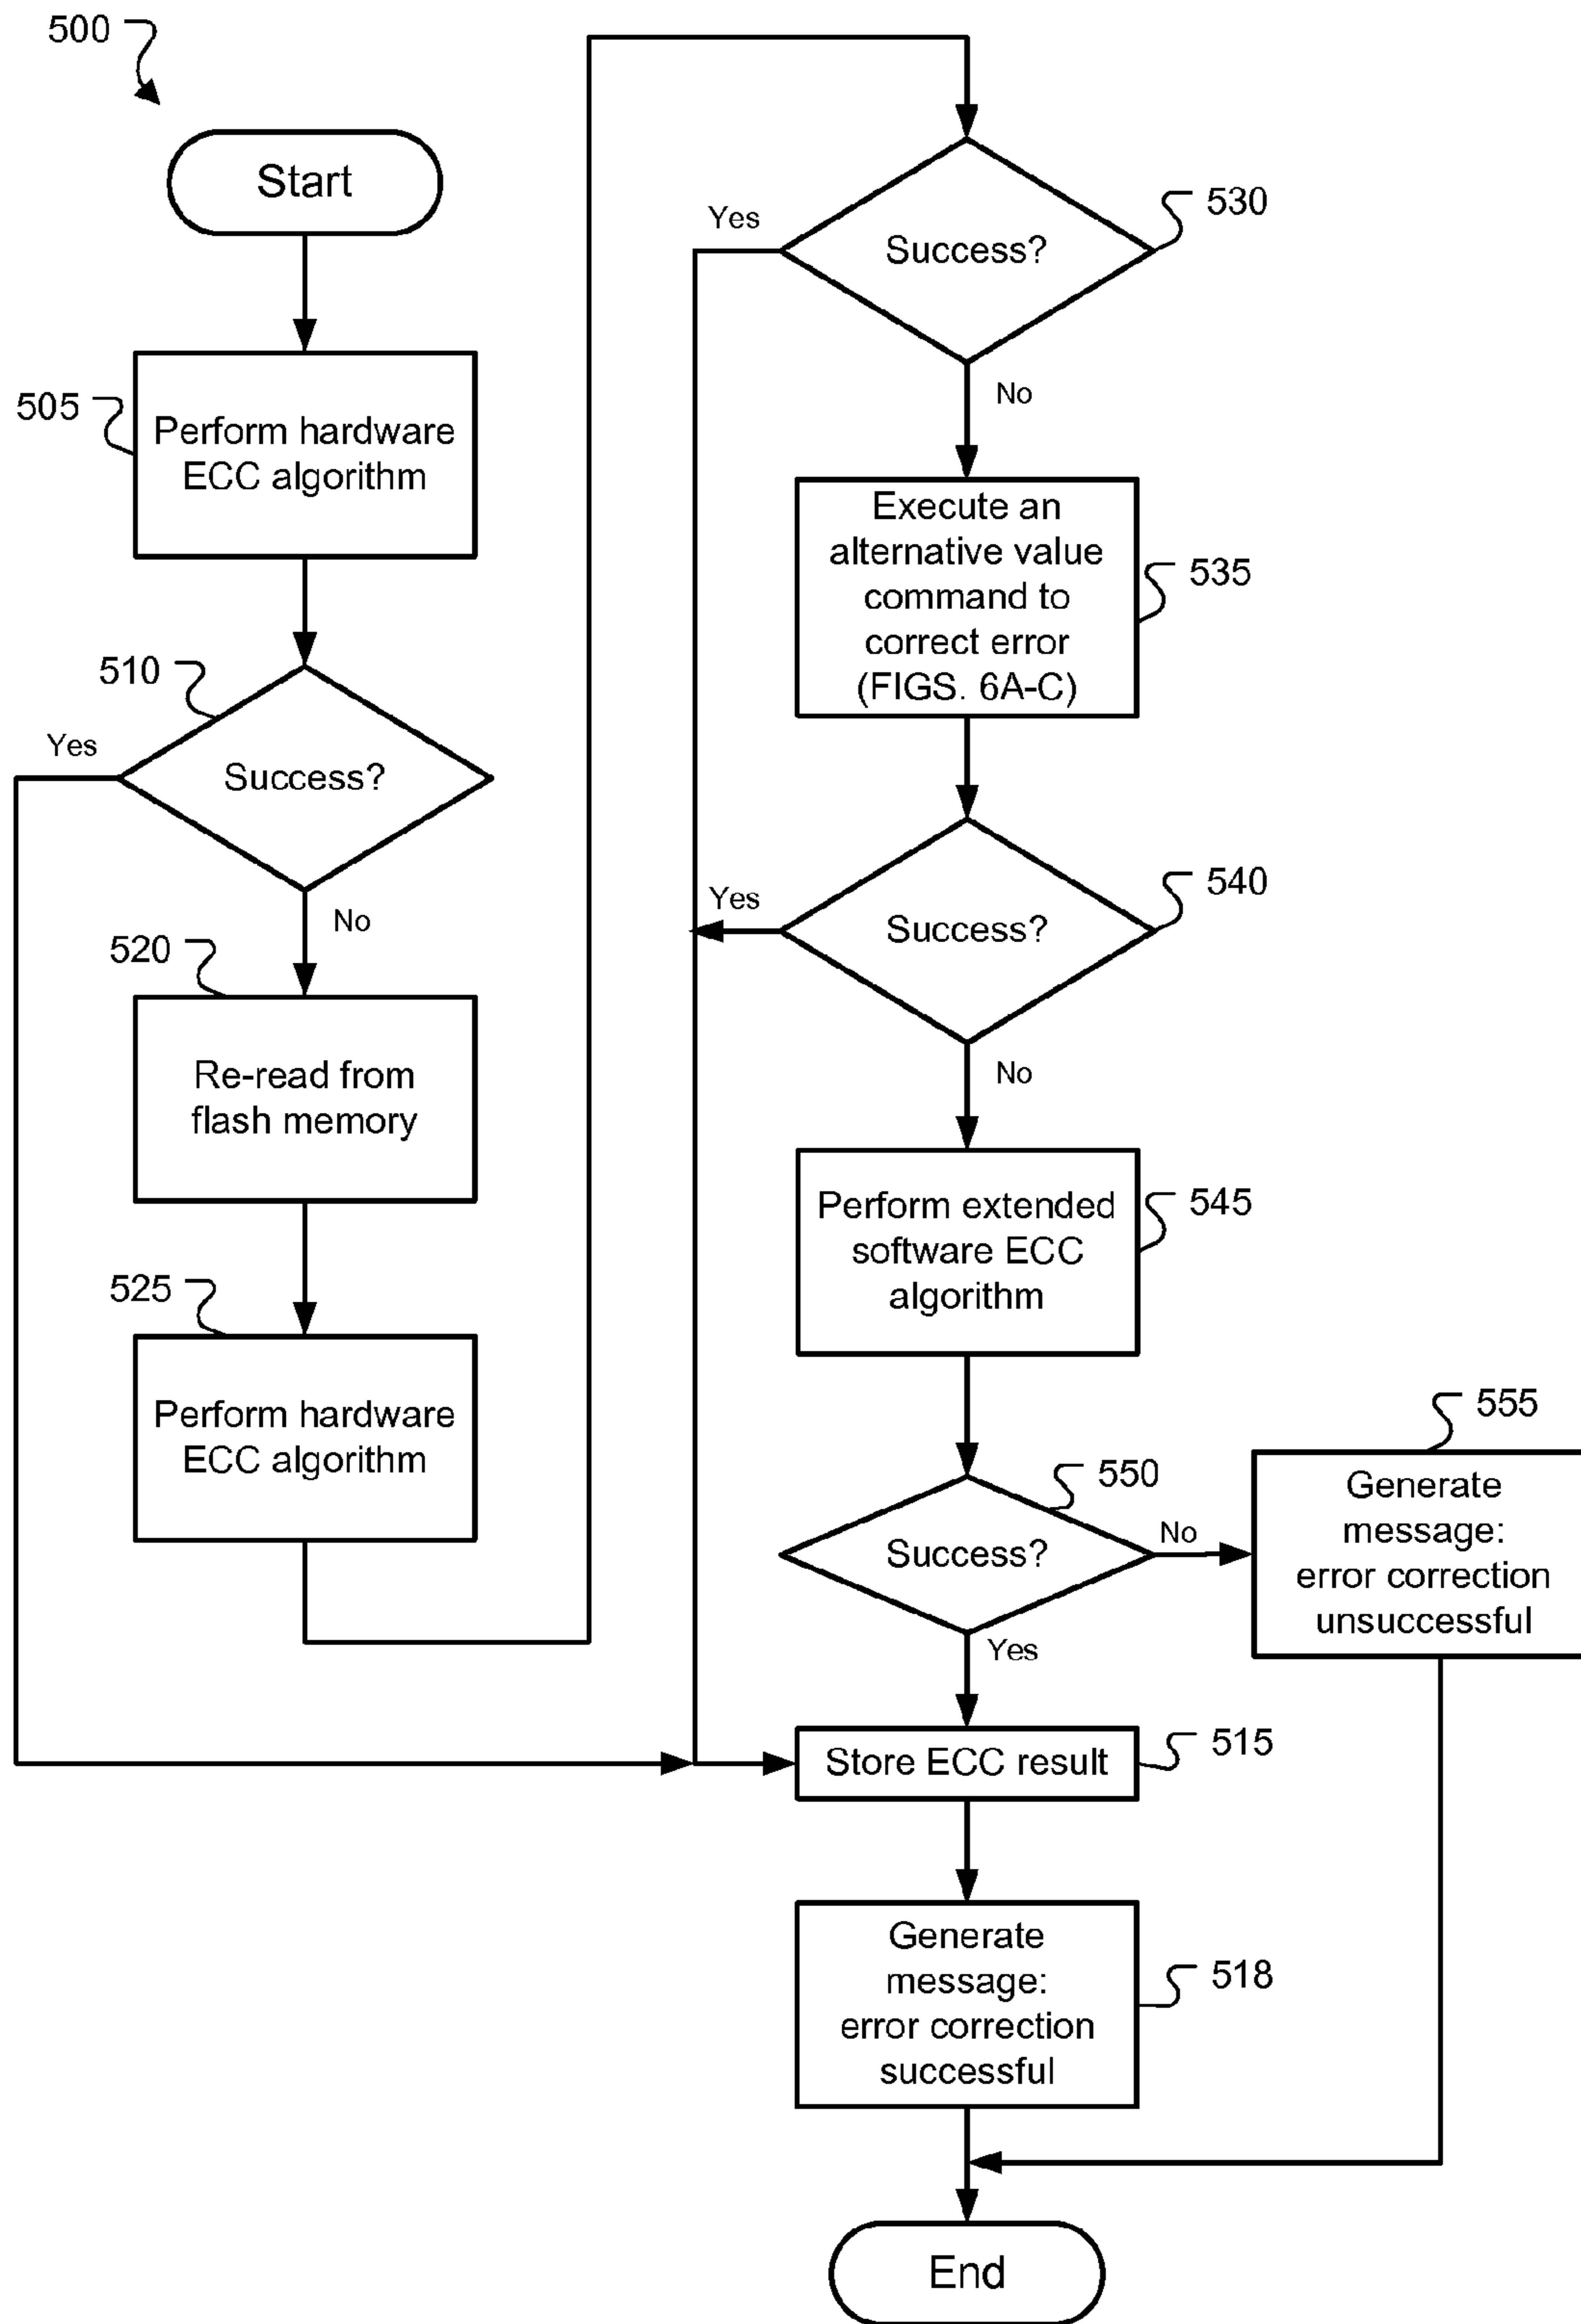 500
Start
505
Perform hardware
ECC algorithm
510
Yes
Success?
No
520
Re-read from
flash memory
525
Perform hardware
ECC algorithm
530
Yes
Success?
No
Execute an
alternative value
command to
correct error
(FIGS. 6A-C)
535
540
Yes
Success?
No
Perform extended
software ECC
algorithm
545
550
Success?
No
Yes
555
Generate
message:
error correction
unsuccessful
Store ECC result
515
Generate
message:
error correction
successful
518
End